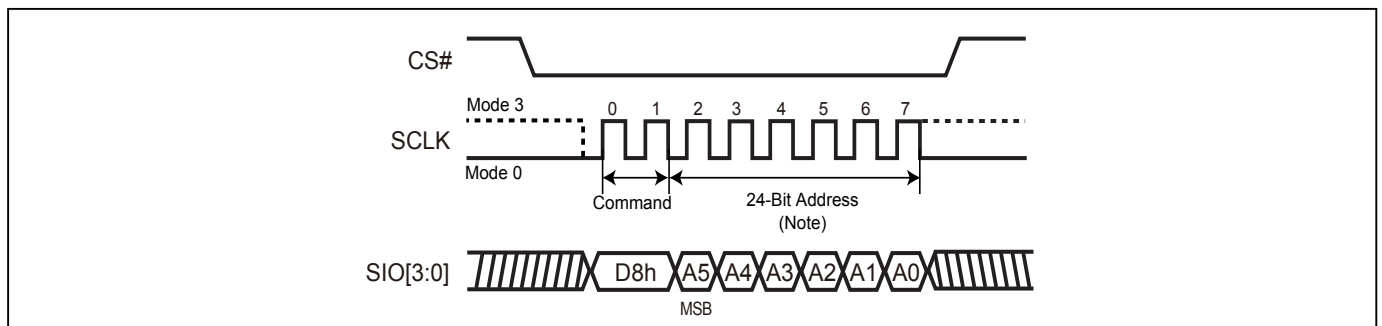 CS#
Mode 3
0 1 2 3 4 5 6 7
SCLK
Mode 0
Command
24-Bit Address
(Note)
SIO[3:0]
D8h A5 A4 A3 A2 A1 A0
MSB